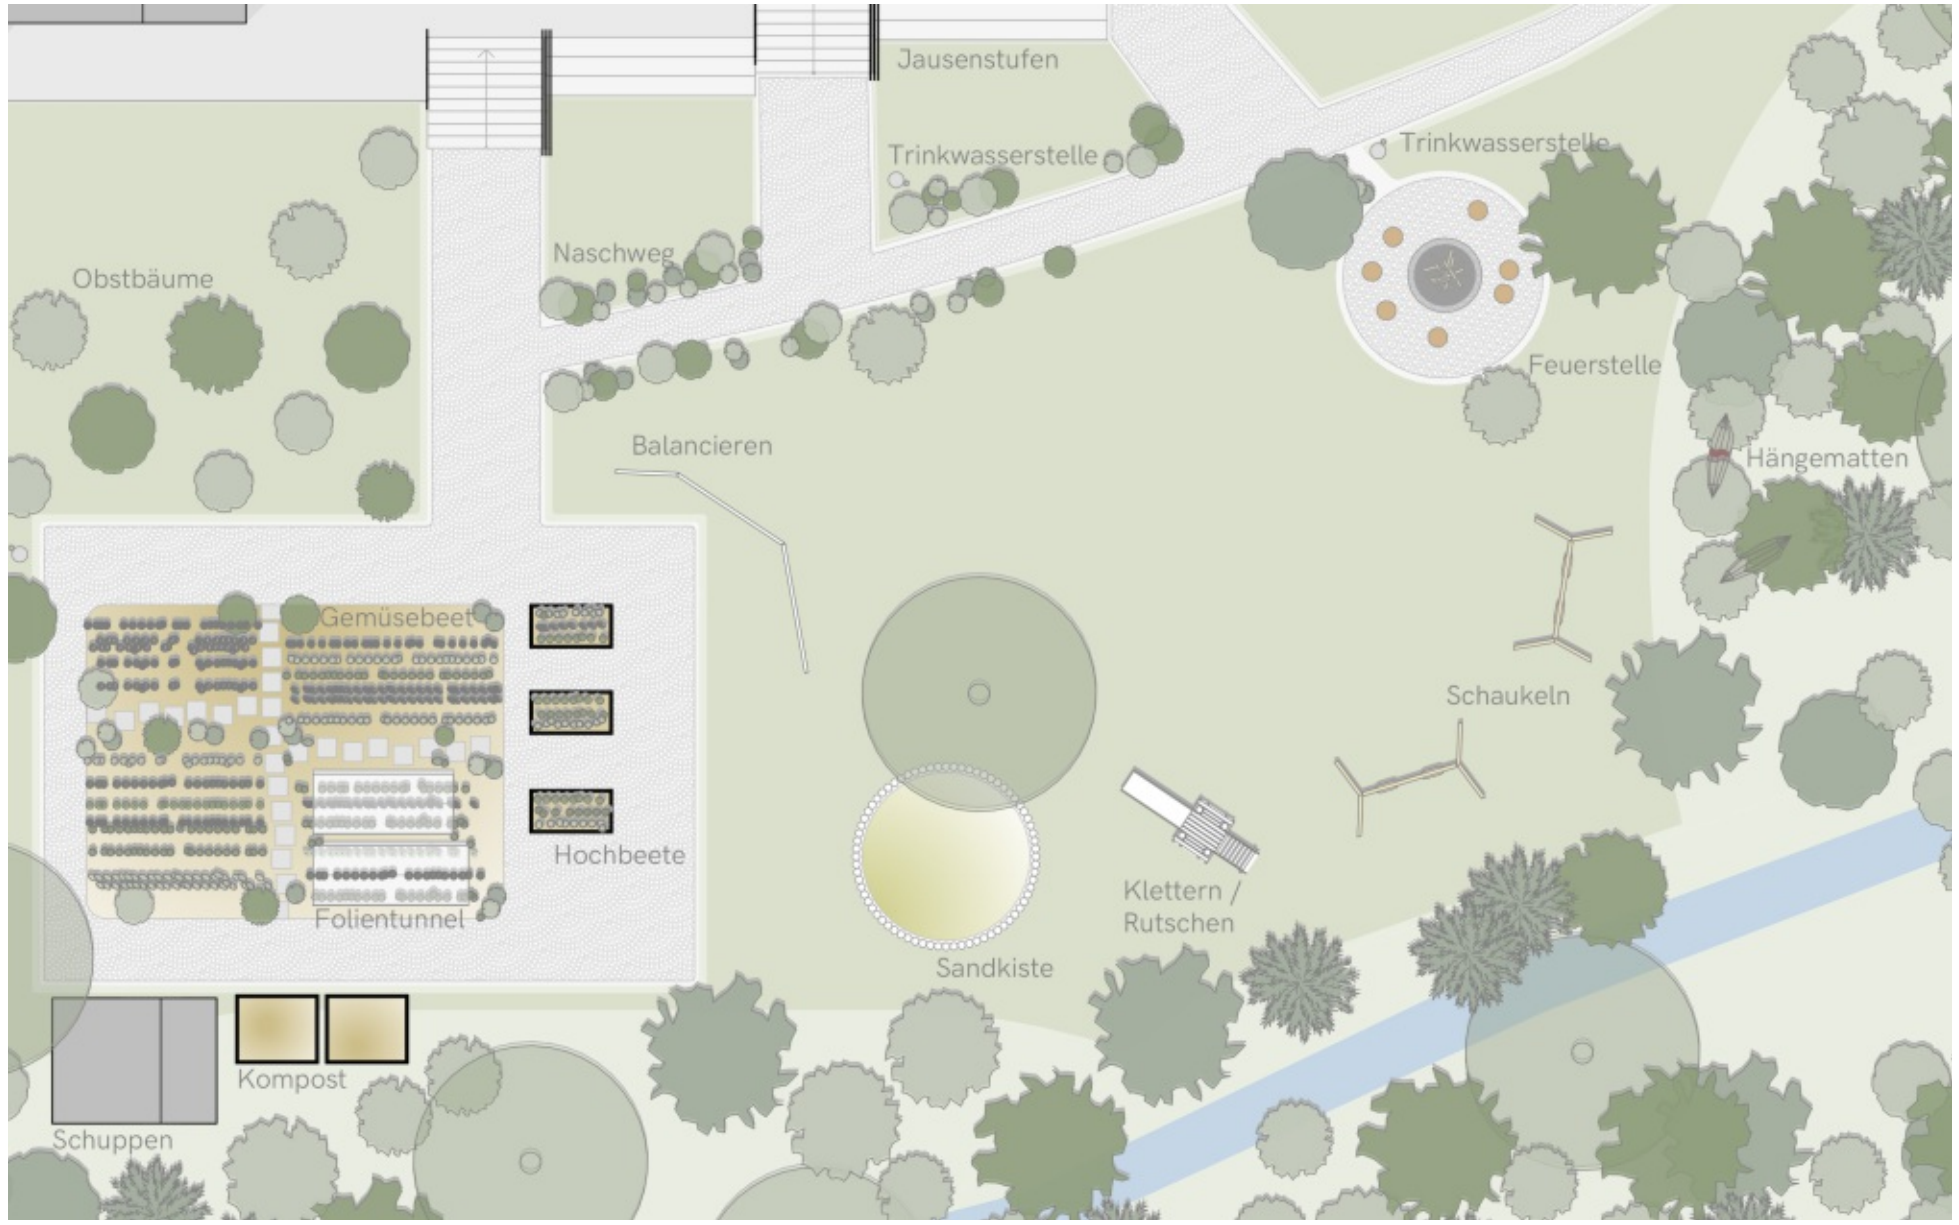 Jausenstufen
Trinkwasserstelle
Trinkwasserstelle
Naschweg
Obstbäume
Feuerstelle
Balancieren
Hängematten
Gemüsebeet
Schaukeln
Hochbeete
Klettern /
Rutschen
Folientunnel
Sandkiste
Kompost
Schuppen